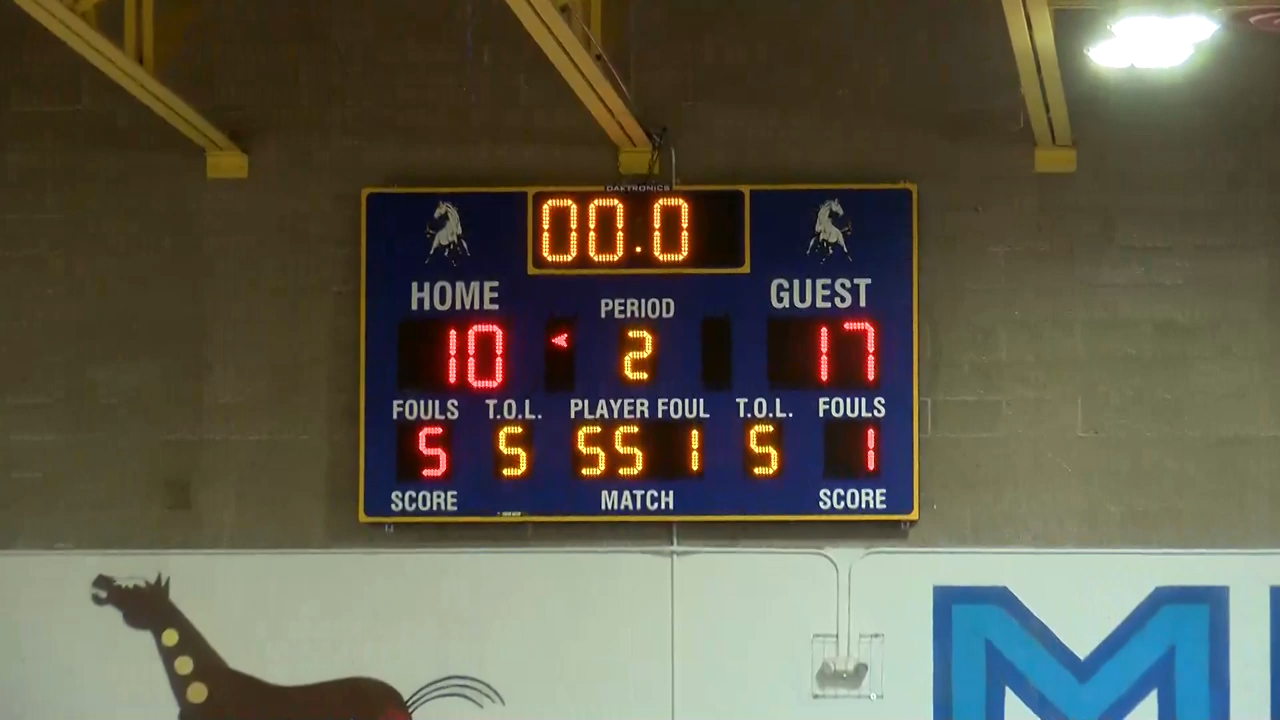 DAKTRONICS
00.0
HOME PERIOD GUEST
10 2 17
FOULS T.O.L. PLAYER FOUL T.O.L. FOULS
5 5 55 1 5 1
SCORE MATCH SCORE
M